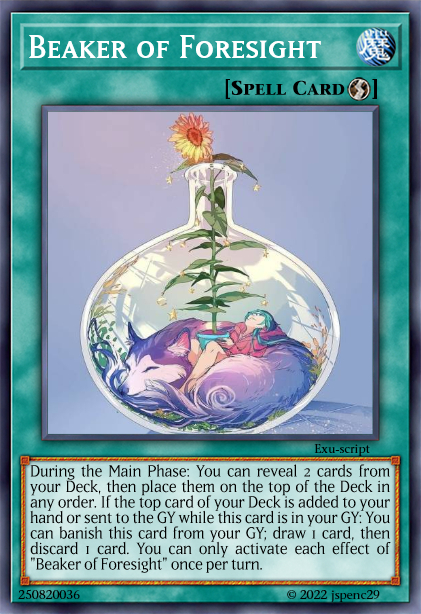 Beaker of Foresight
魔
[Spell Card]
Exu-script
During the Main Phase: You can reveal 2 cards from
your Deck, then place them on the top of the Deck in
any order. If the top card of your Deck is added to your
hand or sent to the GY while this card is in your GY: You
can banish this card from your GY; draw 1 card, then
discard 1 card. You can only activate each effect of
"Beaker of Foresight" once per turn.
250820036
© 2022 jspenc29